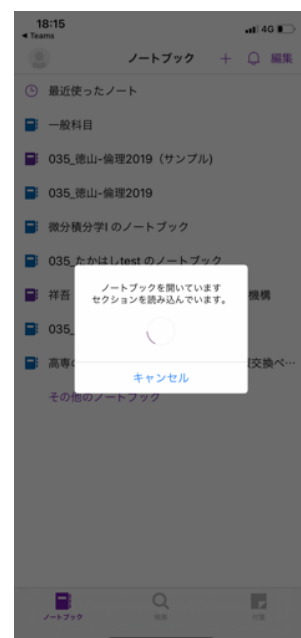 18:15
◀ Teams
4G
ノートブック
編集
最近使ったノート
一般科目
035_徳山-倫理2019（サンプル)
035_徳山-倫理2019
微分積分学I のノートブック
035_たかはしtest のノートブック
ノートブックを開いています
セクションを読み込んでいます。
祥吾
機構
035_
高専
交換ペ…
キャンセル
その他のノートブック
ノートブック
検索
付箋